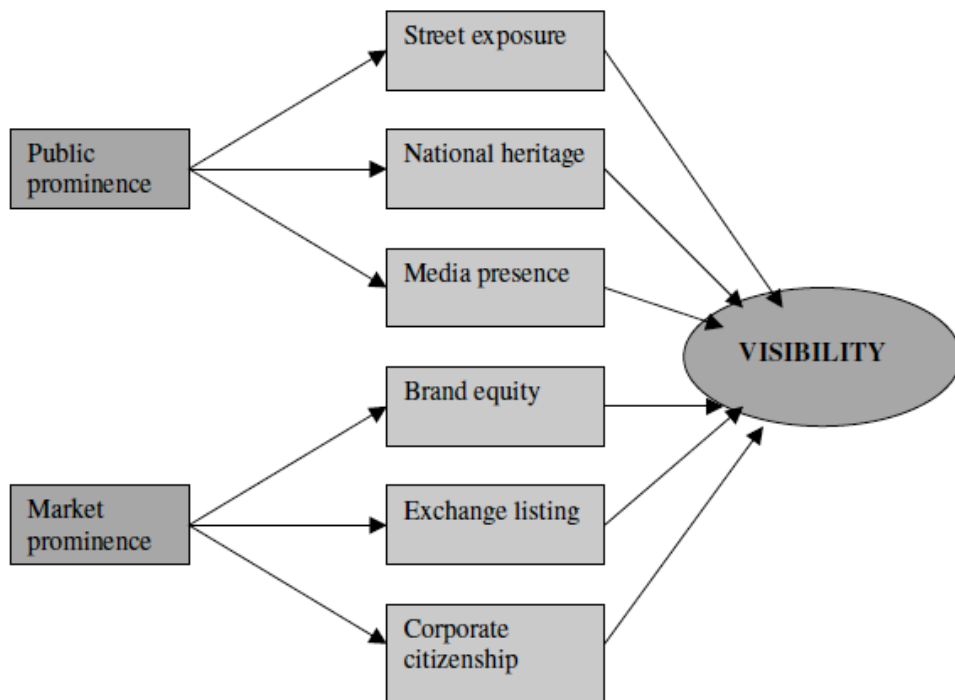 Street exposure
Public
prominence
National heritage
Media presence
VISIBILITY
Brand equity
Market
prominence
Exchange listing
Corporate
citizenship